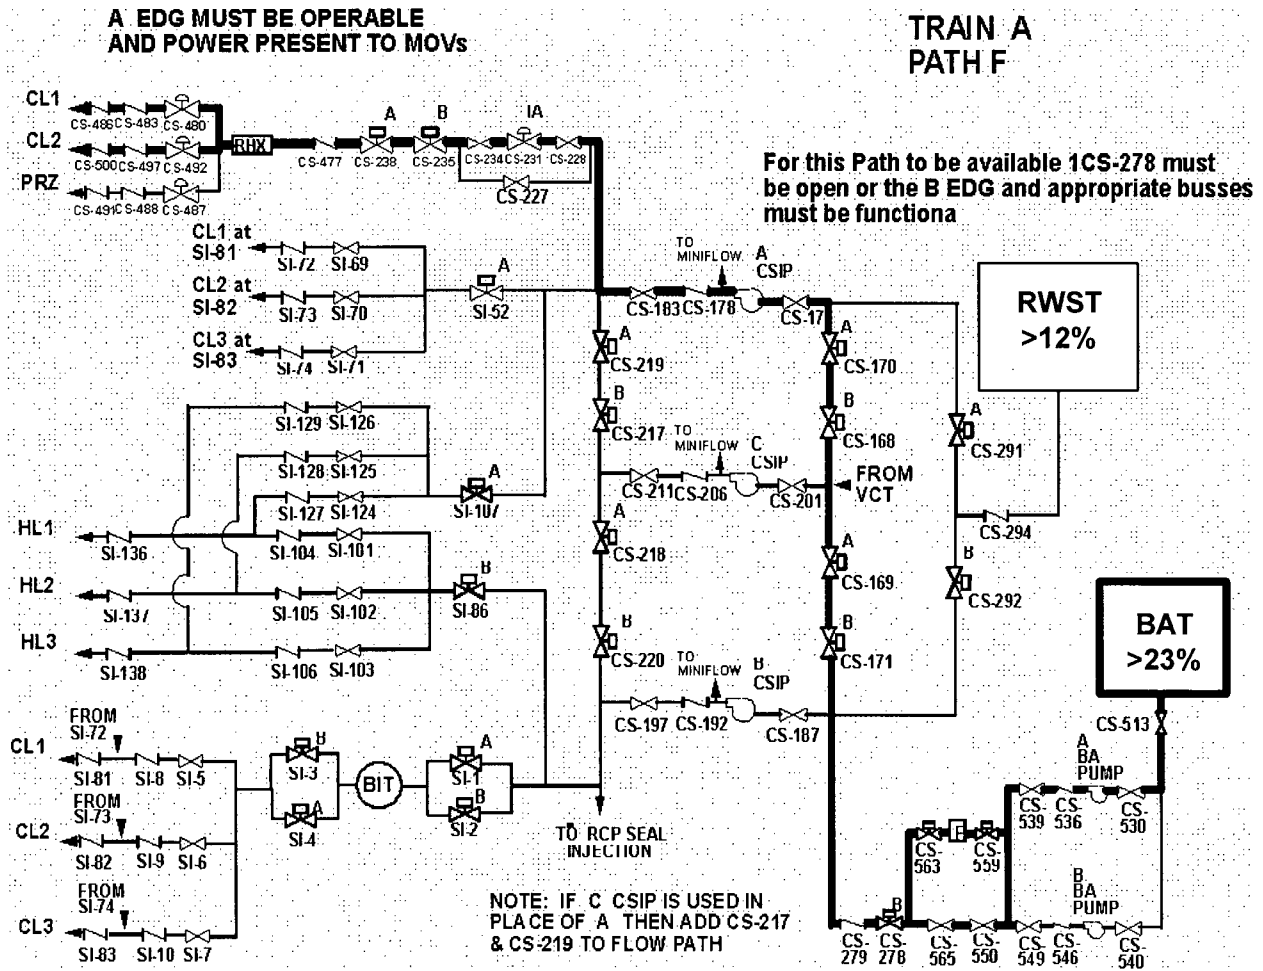 A EDG MUST BE OPERABLE
AND POWER PRESENT TO MOVs
TRAIN A
PATH F
For this Path to be available 1CS-278 must
be open or the B EDG and appropriate busses
must be functiona
CL1
CS-486
CS-483
CS-480
CL2
CS-500
CS-497
CS-492
PRZ
CS-491
CS-488
CS-487
RHX
CS-477
A
CS-238
B
CS-235
CS-234
IA
CS-231
CS-228
CS-227
CL1 at
SI-81
SI-72
SI-69
CL2 at
SI-82
SI-73
SI-70
CL3 at
SI-83
SI-74
SI-71
A
SI-52
TO
MINIFLOW
A
CSIP
CS-183
CS-178
CS-17
A
CS-219
B
CS-217
A
CS-170
B
CS-168
RWST
>12%
A
CS-291
SI-129
SI-126
SI-128
SI-125
SI-127
SI-124
A
SI-107
TO
MINIFLOW
C
CSIP
CS-211
CS-206
CS-201
FROM
VCT
CS-294
HL1
SI-136
SI-104
SI-101
A
CS-218
A
CS-169
B
CS-292
HL2
SI-137
SI-105
SI-102
B
SI-86
HL3
SI-138
SI-106
SI-103
B
CS-220
B
CS-171
BAT
>23%
TO
MINIFLOW
B
CSIP
CS-197
CS-192
CS-187
CS-513
FROM
SI-72
CL1
SI-81
SI-8
SI-5
B
SI-3
A
SI-4
BIT
A
SI-1
B
SI-2
FROM
SI-73
CL2
SI-82
SI-9
SI-6
FROM
SI-74
CL3
SI-83
SI-10
SI-7
TO RCP SEAL
INJECTION
A
BA
PUMP
CS-
539
CS-
536
CS-
530
CS-
563
F
CS-
559
B
BA
PUMP
CS-
279
B
CS-
278
CS-
565
CS-
550
CS-
549
CS-
546
CS-
540
NOTE: IF C CSIP IS USED IN
PLACE OF A THEN ADD CS-217
& CS-219 TO FLOW PATH